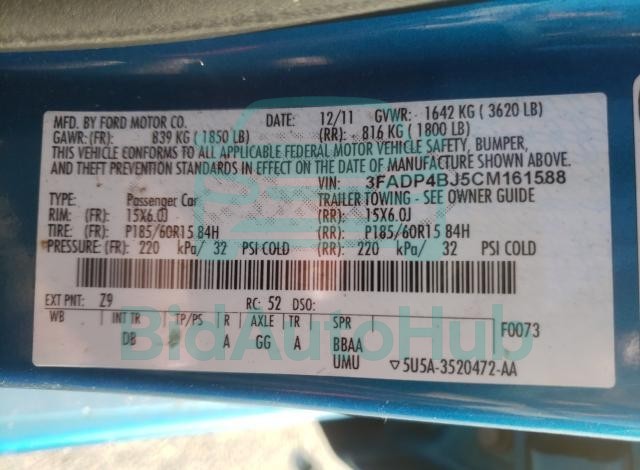 MFD. BY FORD MOTOR CO. DATE: 12/11 GVWR: 1642 KG ( 3620 LB)
GAWR: (FR): 839 KG ( 1850 LB) (RR): 816 KG ( 1800 LB)
THIS VEHICLE CONFORMS TO ALL APPLICABLE FEDERAL MOTOR VEHICLE SAFETY, BUMPER,
AND THEFT PREVENTION STANDARDS IN EFFECT ON THE DATE OF MANUFACTURE SHOWN ABOVE.
VIN: 3FADP4BJ5CM161588
TYPE: Passenger Car TRAILER TOWING - SEE OWNER GUIDE
RIM: (FR): 15X6.0J (RR): 15X6.0J
TIRE: (FR): P185/60R15 84H (RR): P185/60R15 84H
PRESSURE: (FR): 220 kPa/ 32 PSI COLD (RR): 220 kPa/ 32 PSI COLD
EXT PNT: Z9 RC: 52 DSO: F0073
WB INT TR TP/PS R AXLE TR SPR
DB A GG A BBAA
UMU ▽5U5A-3520472-AA
BidAutoHub